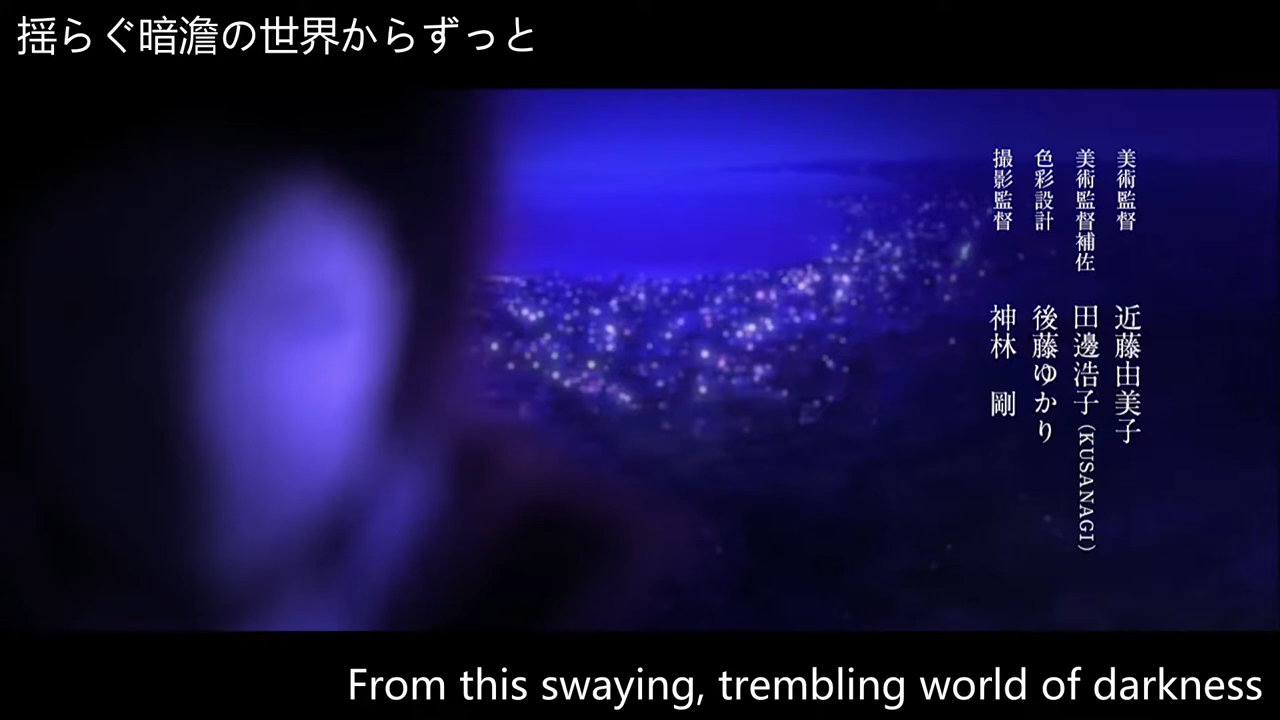 揺らぐ暗澹の世界からずっと
美術監督 近藤由美子
美術監督補佐 田邊浩子(KUSANAGI)
色彩設計 後藤ゆかり
撮影監督 神林 剛
From this swaying, trembling world of darkness